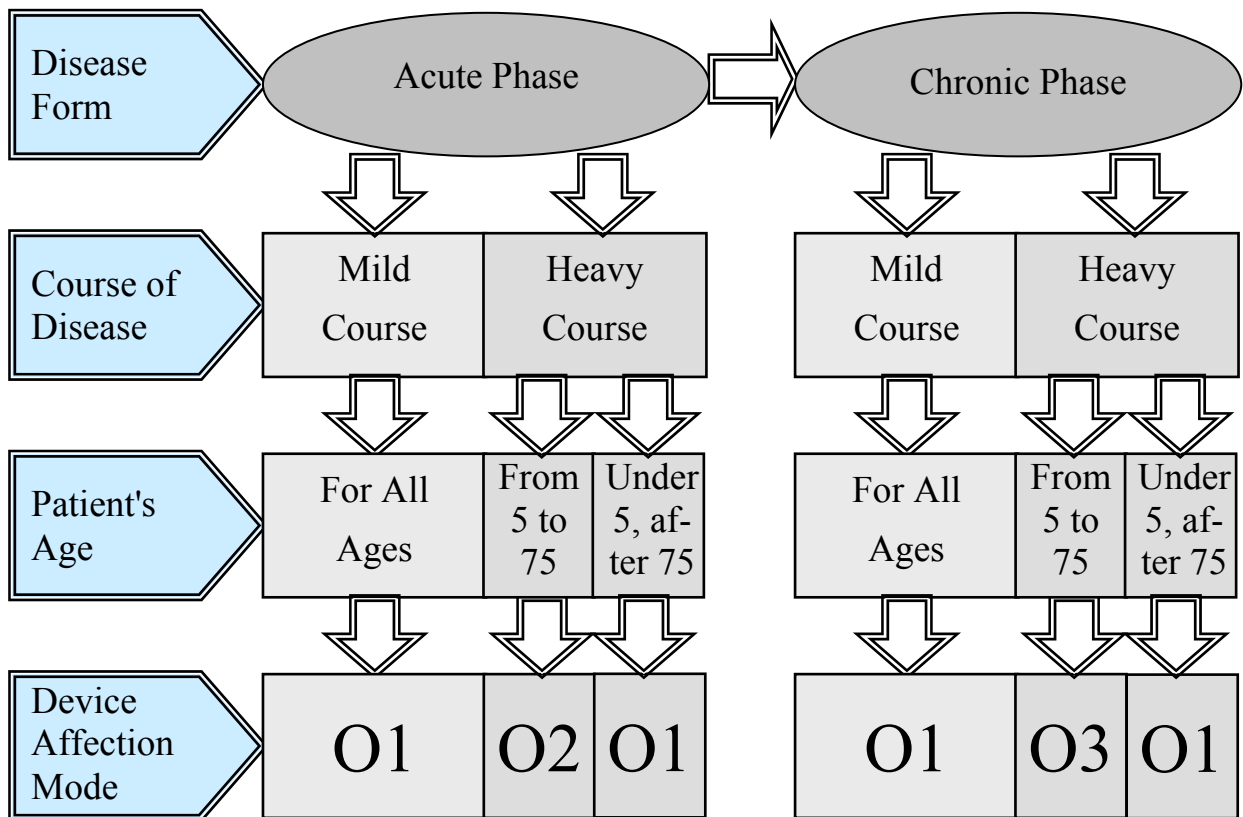 Disease
Form
Acute Phase
Chronic Phase
Course of
Disease
Mild
Course
Heavy
Course
Mild
Course
Heavy
Course
Patient's
Age
For All
Ages
From
5 to
75
Under
5, af-
ter 75
For All
Ages
From
5 to
75
Under
5, af-
ter 75
Device
Affection
Mode
O1
O2
O1
O1
O3
O1